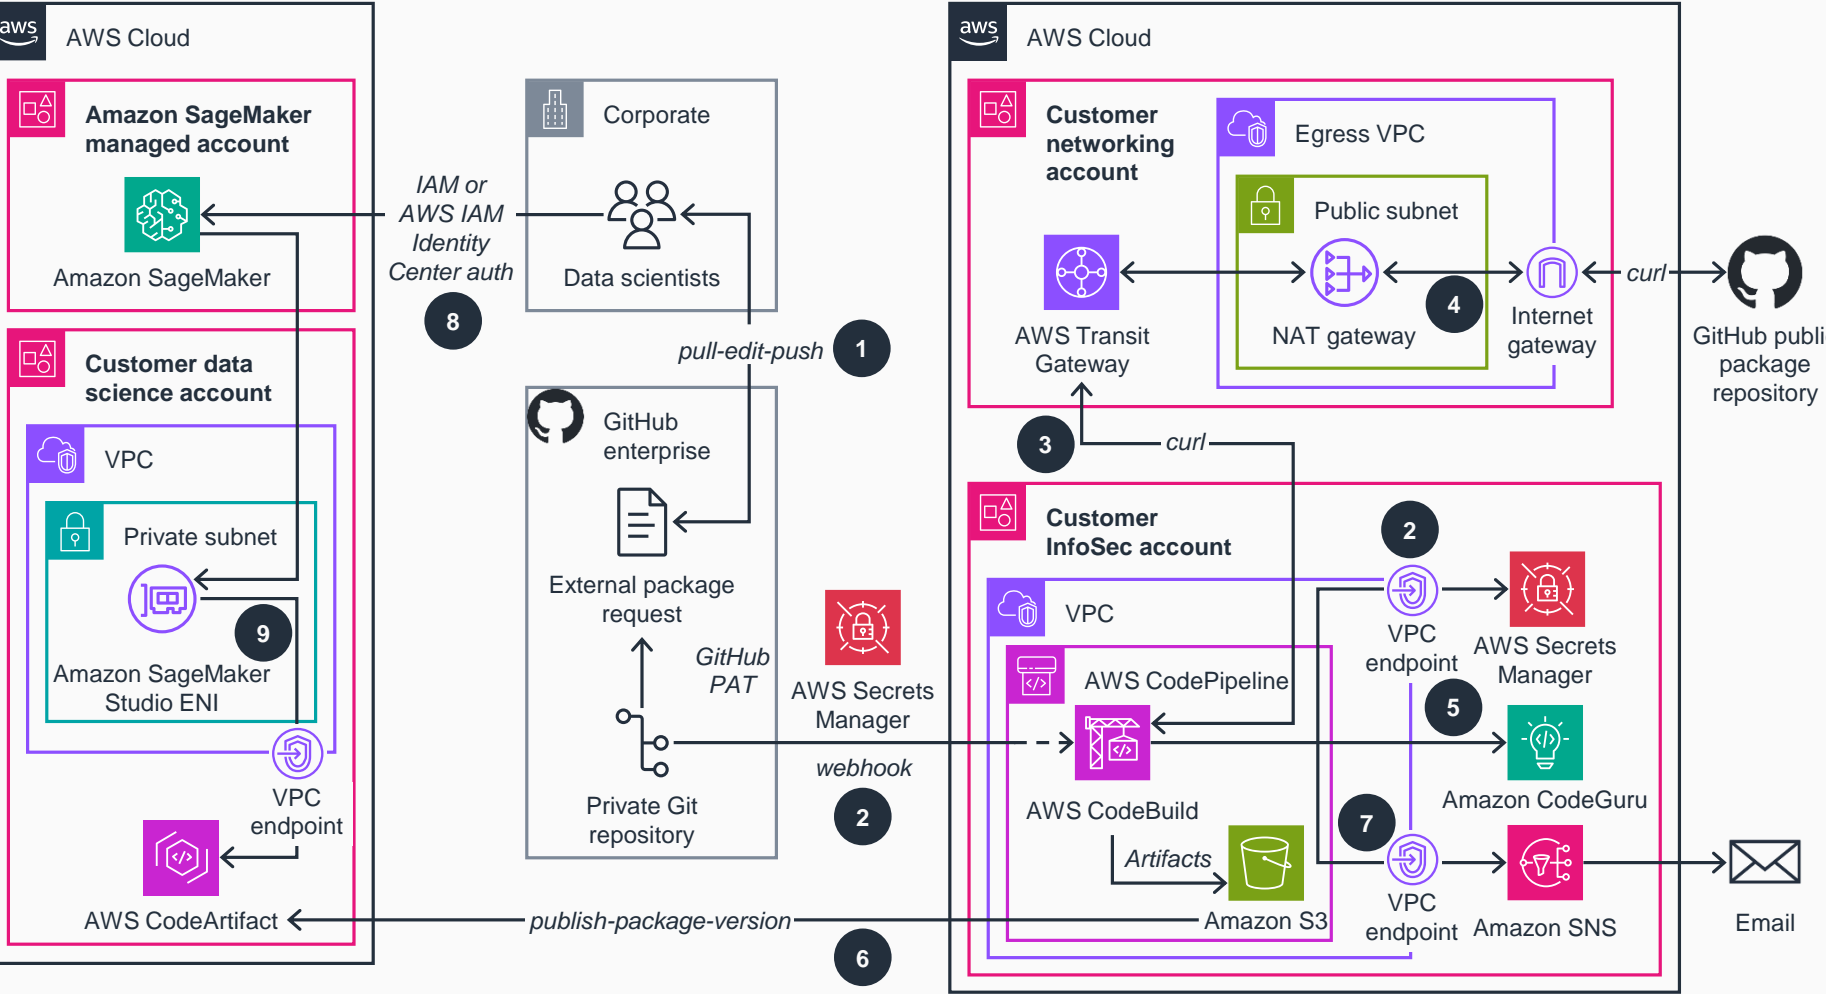 aws
AWS Cloud
Amazon SageMaker
managed account
Amazon SageMaker
Customer data
science account
VPC
Private subnet
9
Amazon SageMaker
Studio ENI
VPC
endpoint
AWS CodeArtifact
IAM or
AWS IAM
Identity
Center auth
8
Corporate
Data scientists
pull-edit-push
1
GitHub
enterprise
External package
request
GitHub
PAT
Private Git
repository
AWS Secrets
Manager
webhook
2
publish-package-version
6
aws
AWS Cloud
Customer
networking
account
Egress VPC
Public subnet
AWS Transit
Gateway
NAT gateway
4
Internet
gateway
curl
GitHub publi
package
repository
3
curl
Customer
InfoSec account
2
VPC
VPC
endpoint
AWS Secrets
Manager
AWS CodePipeline
5
AWS CodeBuild
Amazon CodeGuru
7
Artifacts
Amazon S3
VPC
endpoint
Amazon SNS
Email